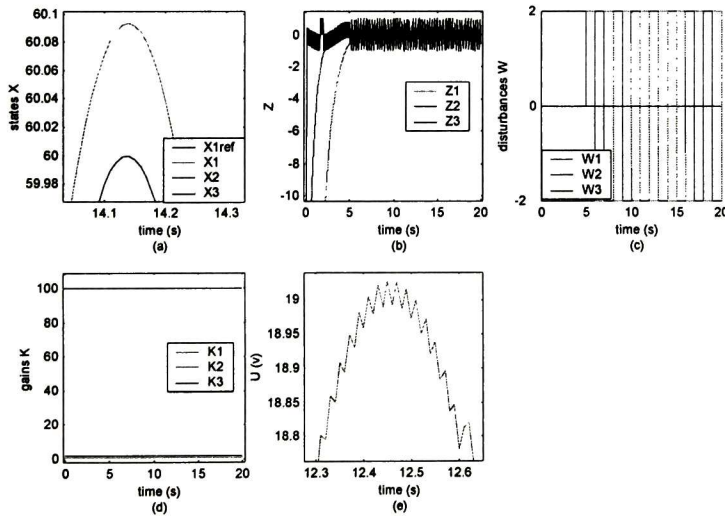 states X
60.1
60.08
60.06
60.04
60.02
60
59.98
X1ref
X1
X2
X3
14.1 14.2 14.3
time (s)
(a)
Z
0
-2
-4
-6
-8
-10
Z1
Z2
Z3
0 5 10 15 20
time (s)
(b)
disturbances W
2
0
-2
W1
W2
W3
0 5 10 15 20
time (s)
(c)
gains K
100
80
60
40
20
0
K1
K2
K3
0 5 10 15 20
time (s)
(d)
U (v)
19
18.95
18.9
18.85
18.8
12.3 12.4 12.5 12.6
time (s)
(e)